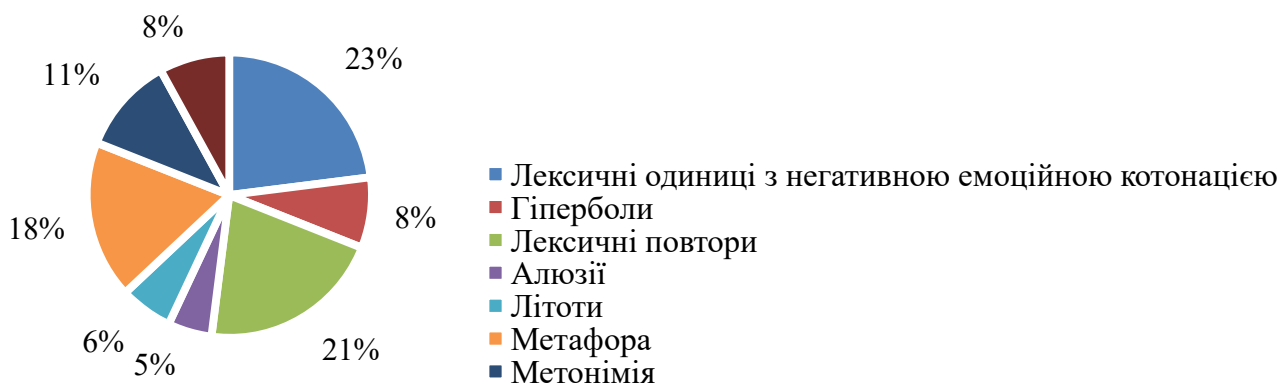 8%
23%
11%
Лексичні одиниці з негативною емоційною котонацією
Гіперболи
8%
18%
Лексичні повтори
Алюзії
Літоти
6%
5%
21%
Метафора
Метонімія